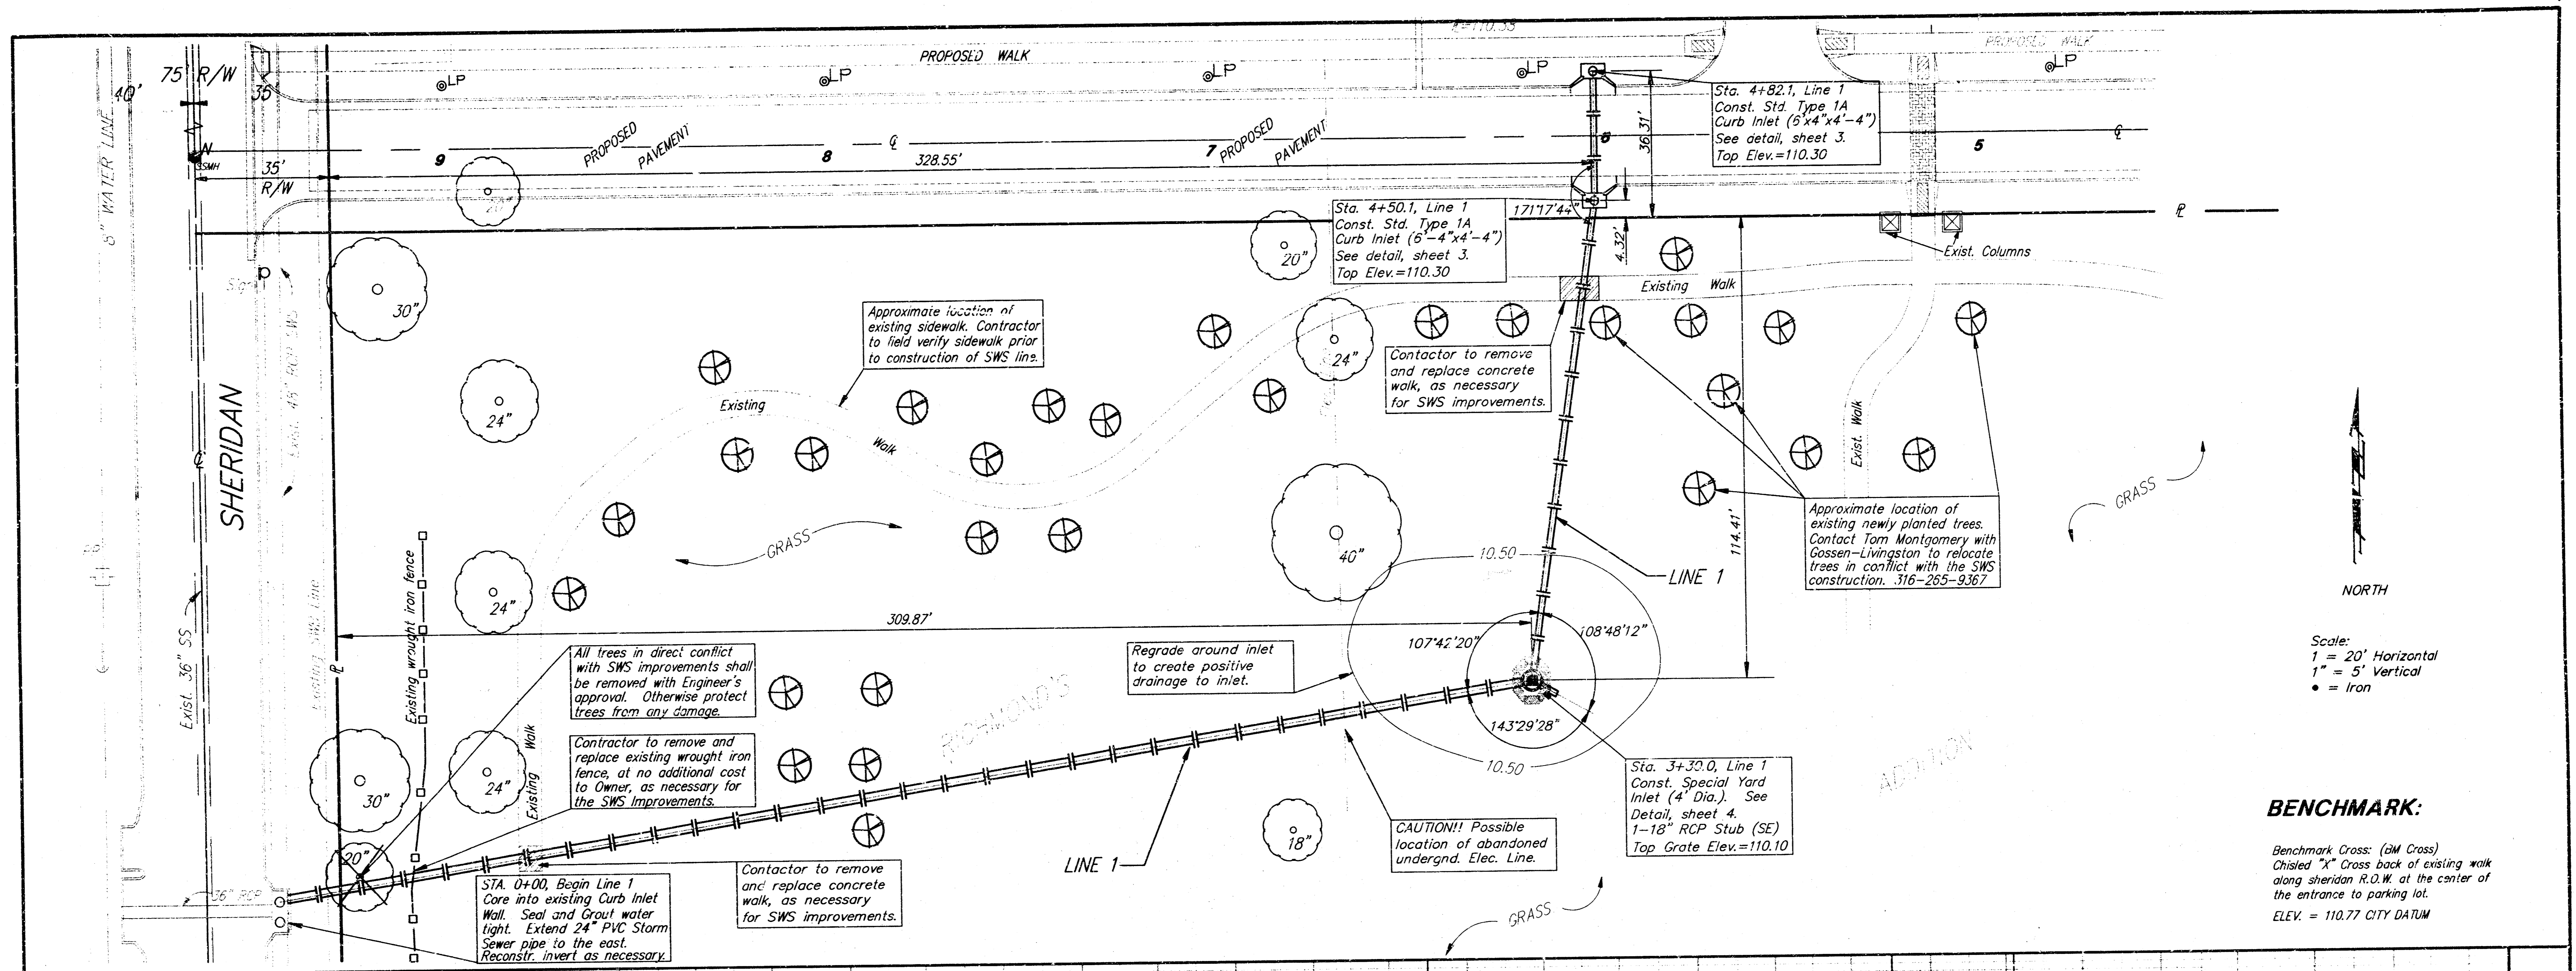 EL=110.33
PROPOSED WALK
PROPOSED WALK
75' R/W
40'
35'
LP
LP
LP
LP
LP
8" WATER LINE
N
SSMH
35'
R/W
9
PROPOSED
PAVEMENT
8
℄
328.55'
7
PROPOSED
PAVEMENT
6
5
℄
36.31'
Sta. 4+82.1, Line 1
Const. Std. Type 1A
Curb Inlet (6'x4"x4'-4")
See detail, sheet 3.
Top Elev.=110.30
20"
Sta. 4+50.1, Line 1
Const. Std. Type 1A
Curb Inlet (6'-4"x4'-4")
See detail, sheet 3.
Top Elev.=110.30
171°17'44"
4.32'
℄
Exist. Columns
Sign
30"
20"
Existing Walk
Approximate location of
existing sidewalk. Contractor
to field verify sidewalk prior
to construction of SWS line.
24"
Contactor to remove
and replace concrete
walk, as necessary
for SWS improvements.
SHERIDAN
℄
24"
Existing
Walk
Exist. Walk
GRASS
GRASS
40"
10.50
LINE 1
114.41'
Approximate location of
existing newly planted trees.
Contact Tom Montgomery with
Gossen-Livingston to relocate
trees in conflict with the SWS
construction. 316-265-9367
NORTH
24"
Existing wrought iron fence
Existing SWS Line
Exist. 36" SS
309.87'
107°42'20"
108°48'12"
143°29'28"
10.50
All trees in direct conflict
with SWS improvements shall
be removed with Engineer's
approval. Otherwise protect
trees from any damage.
Regrade around inlet
to create positive
drainage to inlet.
Scale:
1 = 20' Horizontal
1" = 5' Vertical
● = Iron
RICHMOND'S
ADDITION
Existing Walk
Contractor to remove and
replace existing wrought iron
fence, at no additional cost
to Owner, as necessary for
the SWS Improvements.
30"
24"
Sta. 3+30.0, Line 1
Const. Special Yard
Inlet (4' Dia.). See
Detail, sheet 4.
1-18" RCP Stub (SE)
Top Grate Elev.=110.10
18"
CAUTION!! Possible
location of abandoned
undergnd. Elec. Line.
LINE 1
20"
36" RCP
STA. 0+00, Begin Line 1
Core into existing Curb Inlet
Wall. Seal and Grout water
tight. Extend 24" PVC Storm
Sewer pipe to the east.
Reconstr. invert as necessary.
Contactor to remove
and replace concrete
walk, as necessary
for SWS improvements.
GRASS
BENCHMARK:
Benchmark Cross: (BM Cross)
Chisled "X" Cross back of existing walk
along sheridan R.O.W. at the center of
the entrance to parking lot.
ELEV. = 110.77 CITY DATUM